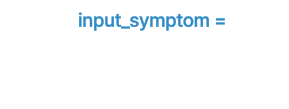 input_symptom =